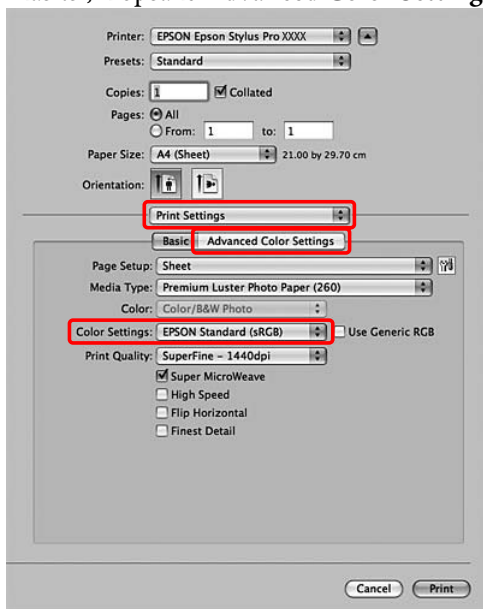 Printer: EPSON Epson Stylus Pro XXXX
Presets: Standard
Copies: 1 Collated
Pages: All
From: 1 to: 1
Paper Size: A4 (Sheet) 21.00 by 29.70 cm
Orientation:
Print Settings
Basic Advanced Color Settings
Page Setup: Sheet
Media Type: Premium Luster Photo Paper (260)
Color: Color/B&W Photo
Color Settings: EPSON Standard (sRGB) Use Generic RGB
Print Quality: SuperFine – 1440dpi
Super MicroWeave
High Speed
Flip Horizontal
Finest Detail
Cancel Print